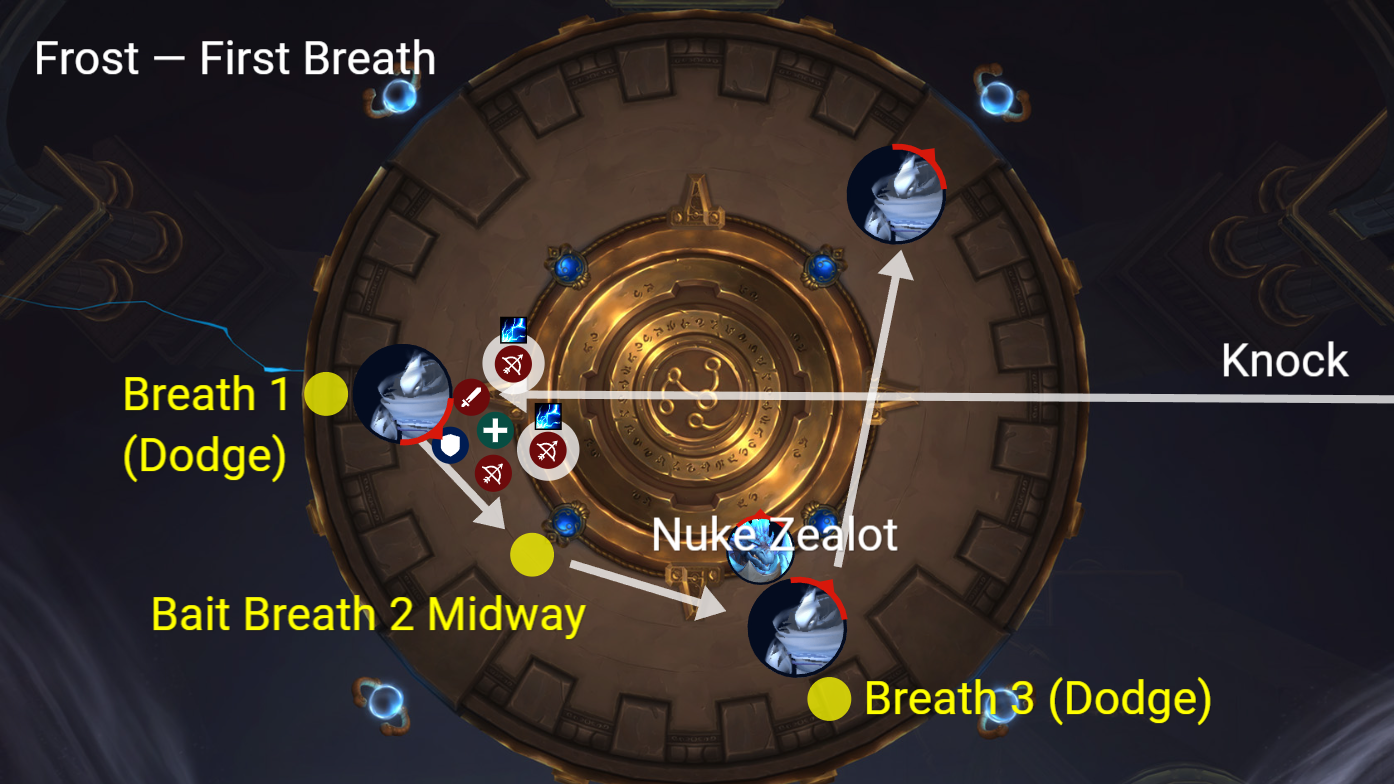 Frost — First Breath
Knock
Breath 1
(Dodge)
Nuke Zealot
Bait Breath 2 Midway
Breath 3 (Dodge)